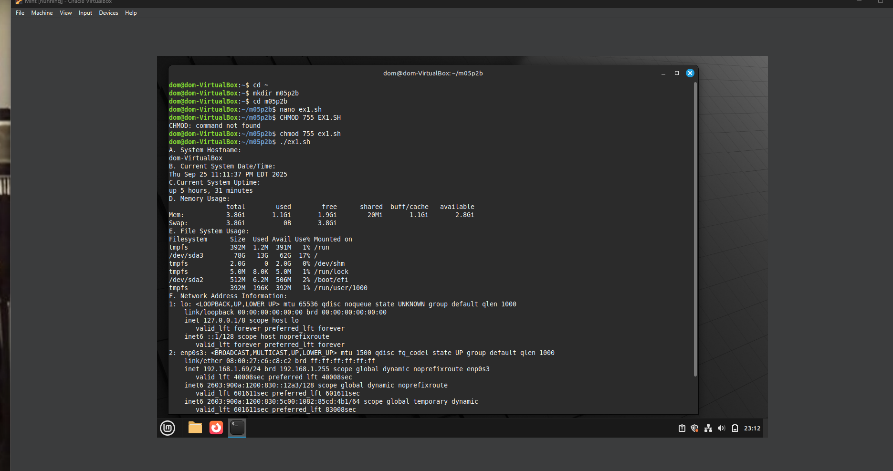 Mint [Running] - Oracle VirtualBox
File Machine View Input Devices Help
dom@dom-VirtualBox: ~/m05p2b
dom@dom-VirtualBox:~$ cd ~
dom@dom-VirtualBox:~$ mkdir m05p2b
dom@dom-VirtualBox:~$ cd m05p2b
dom@dom-VirtualBox:~/m05p2b$ nano ex1.sh
dom@dom-VirtualBox:~/m05p2b$ CHMOD 755 EX1.SH
CHMOD: command not found
dom@dom-VirtualBox:~/m05p2b$ chmod 755 ex1.sh
dom@dom-VirtualBox:~/m05p2b$ ./ex1.sh
A. System Hostname:
dom-VirtualBox
B. Current System Date/Time:
Thu Sep 25 11:11:37 PM EDT 2025
C.Current System Uptime:
up 5 hours, 31 minutes
D. Memory Usage:
total used free shared buff/cache available
Mem: 3.8Gi 1.1Gi 1.9Gi 20Mi 1.1Gi 2.8Gi
Swap: 3.8Gi 0B 3.8Gi
E. File System Usage:
Filesystem Size Used Avail Use% Mounted on
tmpfs 392M 1.2M 391M 1% /run
/dev/sda3 78G 13G 62G 17% /
tmpfs 2.0G 0 2.0G 0% /dev/shm
tmpfs 5.0M 8.0K 5.0M 1% /run/lock
/dev/sda2 512M 6.2M 506M 2% /boot/efi
tmpfs 392M 196K 392M 1% /run/user/1000
F. Network Address Information:
1: lo: <LOOPBACK,UP,LOWER_UP> mtu 65536 qdisc noqueue state UNKNOWN group default qlen 1000
link/loopback 00:00:00:00:00:00 brd 00:00:00:00:00:00
inet 127.0.0.1/8 scope host lo
valid_lft forever preferred_lft forever
inet6 ::1/128 scope host noprefixroute
valid_lft forever preferred_lft forever
2: enp0s3: <BROADCAST,MULTICAST,UP,LOWER_UP> mtu 1500 qdisc fq_codel state UP group default qlen 1000
link/ether 08:00:27:c6:c8:c2 brd ff:ff:ff:ff:ff:ff
inet 192.168.1.69/24 brd 192.168.1.255 scope global dynamic noprefixroute enp0s3
valid_lft 40008sec preferred_lft 40008sec
inet6 2603:900a:1200:830::12a3/128 scope global dynamic noprefixroute
valid_lft 601611sec preferred_lft 601611sec
inet6 2603:900a:1200:830:5c00:1082:85cd:4b1/64 scope global temporary dynamic
valid_lft 601611sec preferred_lft 83008sec
23:12